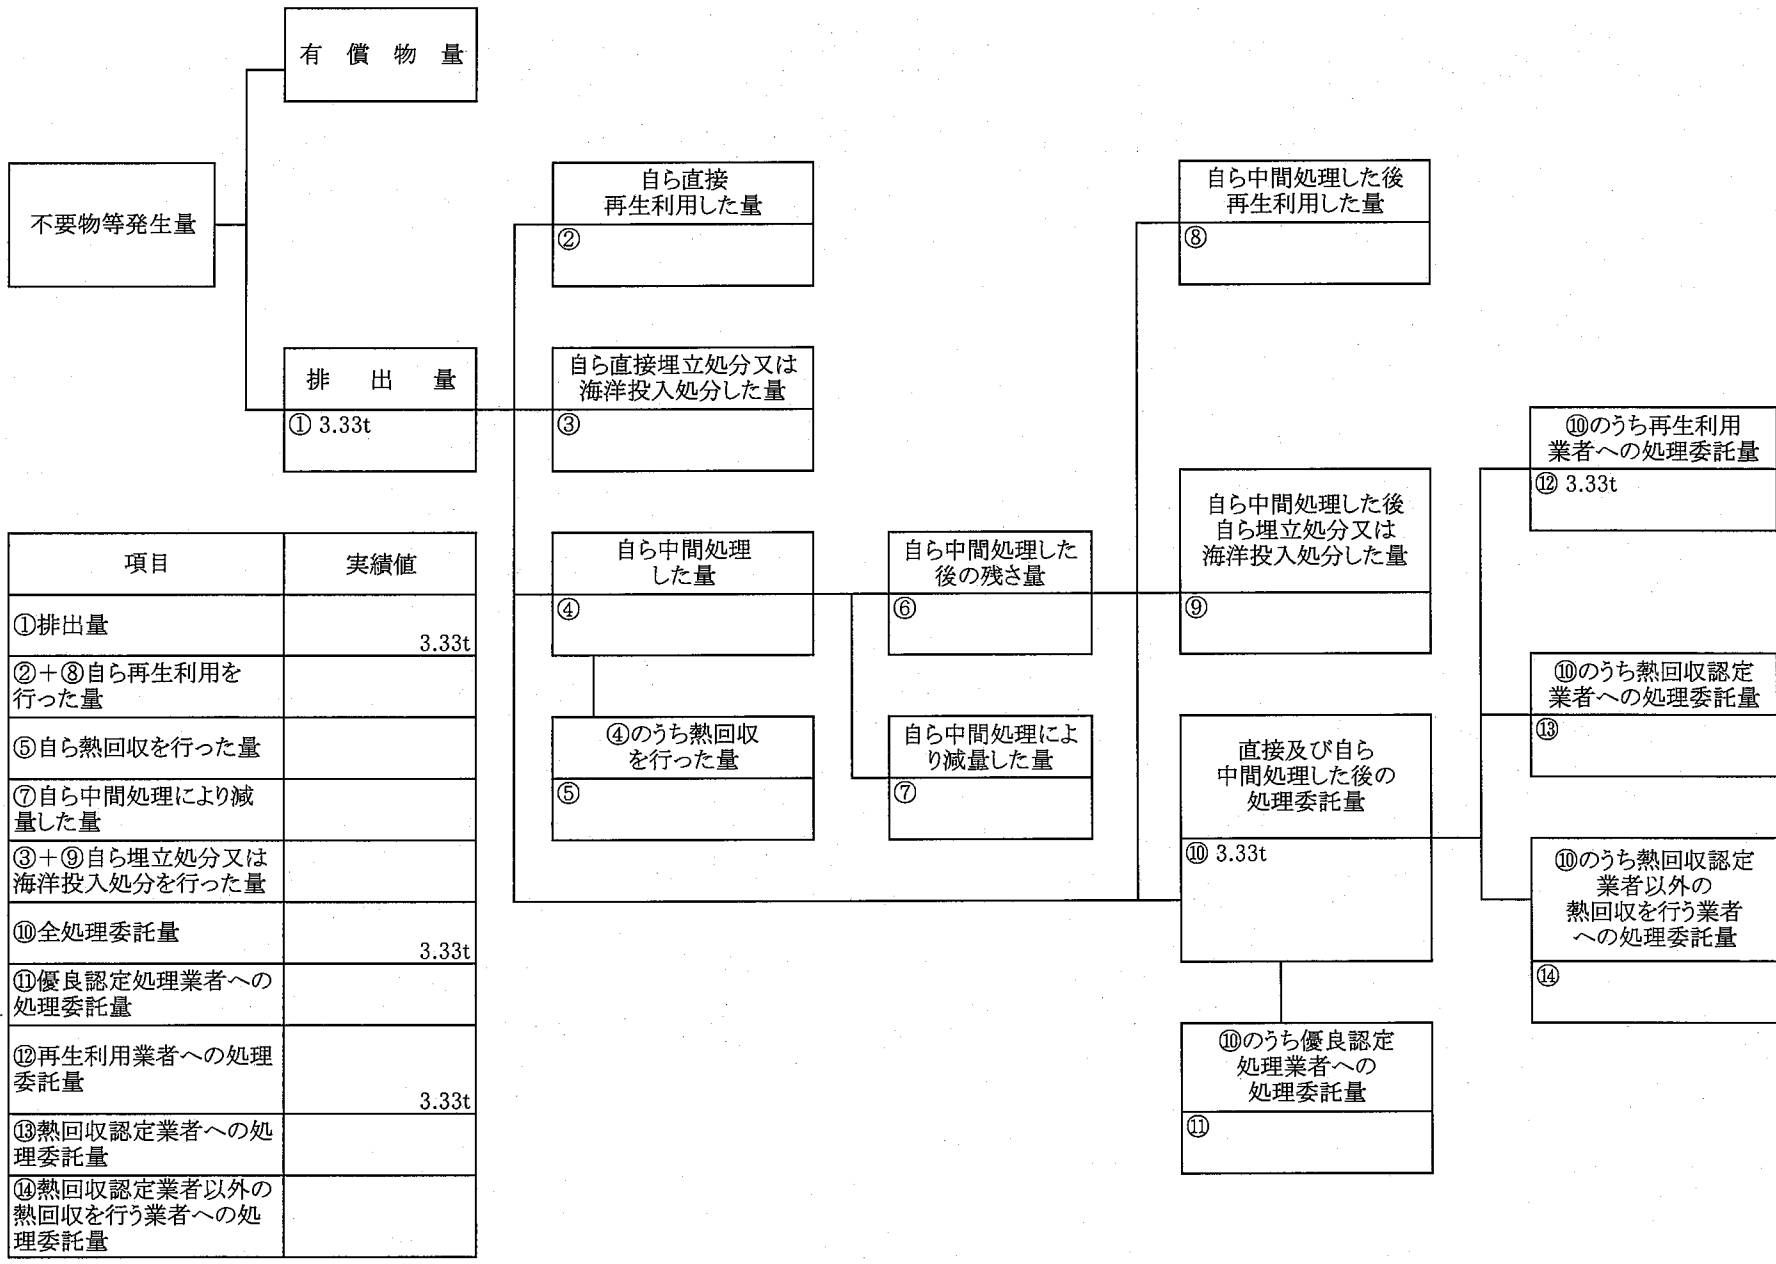 有 償 物 量
不要物等発生量
排 出 量
① 3.33t
自ら直接
再生利用した量
②
自ら直接埋立処分又は
海洋投入処分した量
③
自ら中間処理
した量
④
④のうち熱回収
を行った量
⑤
自ら中間処理した
後の残さ量
⑥
自ら中間処理によ
り減量した量
⑦
自ら中間処理した後
再生利用した量
⑧
自ら中間処理した後
自ら埋立処分又は
海洋投入処分した量
⑨
直接及び自ら
中間処理した後の
処理委託量
⑩ 3.33t
⑩のうち優良認定
処理業者への
処理委託量
⑪
⑩のうち再生利用
業者への処理委託量
⑫ 3.33t
⑩のうち熱回収認定
業者への処理委託量
⑬
⑩のうち熱回収認定
業者以外の
熱回収を行う業者
への処理委託量
⑭
項目 実績値
①排出量
3.33t
②+⑧自ら再生利用を
行った量
⑤自ら熱回収を行った量
⑦自ら中間処理により減
量した量
③+⑨自ら埋立処分又は
海洋投入処分を行った量
⑩全処理委託量
3.33t
⑪優良認定処理業者への
処理委託量
⑫再生利用業者への処理
委託量
3.33t
⑬熱回収認定業者への処
理委託量
⑭熱回収認定業者以外の
熱回収を行う業者への処
理委託量